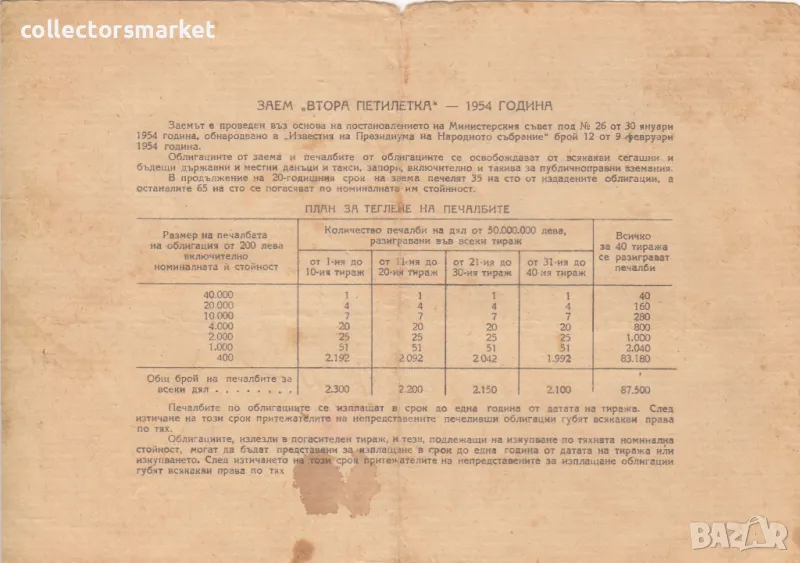 collectorsmarket
ЗАЕМ „ВТОРА ПЕТИЛЕТКА“ — 1954 ГОДИНА
Заемът е проведен въз основа на постановлението на Министерския съвет под № 26 от 30 януари
1954 година, обнародвано в „Известия на Президиума на Народното събрание“ брой 12 от 9 февруари
1954 година.
Облигациите от заема и печалбите от облигациите се освобождават от всякакви сегашни и
бъдещи държавни и местни данъци и такси, запори, включително и такива за публичноправни вземания.
В продължение на 20-годишния срок на заема печелят 35 на сто от издадените облигации, а
останалите 65 на сто се погасяват по номиналната им стойност.
ПЛАН ЗА ТЕГЛЕНЕ НА ПЕЧАЛБИТЕ
Размер на печалбата
на облигация от 200 лева
включително
номиналната ѝ стойност
Количество печалби на дял от 50.000.000 лева,
разигравани във всеки тираж
от 1-ия до
10-ия тираж
от 11-ия до
20-ия тираж
от 21-ия до
30-ия тираж
от 31-ия до
40-ия тираж
Всичко
за 40 тиража
се разиграват
печалби
40.000 1 1 1 1 40
20.000 4 4 4 4 160
10.000 7 7 7 7 280
4.000 20 20 20 20 800
2.000 25 25 25 25 1.000
1.000 51 51 51 51 2.040
400 2.192 2 092 2 042 1.992 83.180
Общ брой на печалбите за
всеки дял . . . . . . . . 2.300 2.200 2.150 2.100 87.500
Печалбите по облигациите се изплащат в срок до една година от датата на тиража. След
изтичане на този срок притежателите на непредставените печеливши облигации губят всякакви права
по тях.
Облигациите, излезли в погасителен тираж, и тези, подлежащи на изкупуване по тяхната номинална
стойност, могат да бъдат представени за изплащане в срок до една година от датата на тиража или
изкупването. След изтичането на този срок притежателите на непредставените за изплащане облигации
губят всякакви права по тях
BAZAR